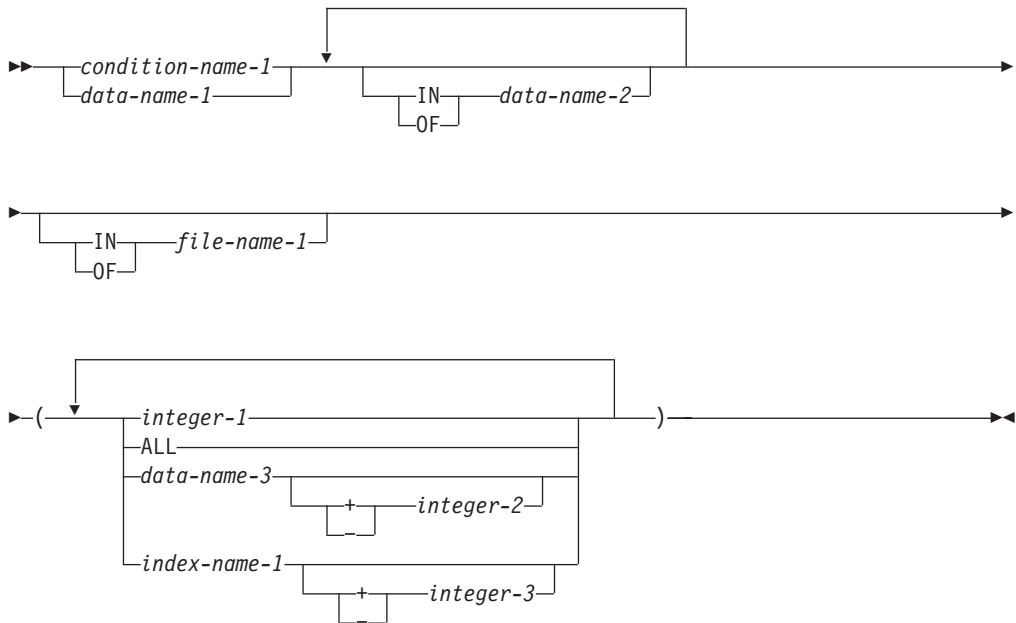 condition-name-1
data-name-1
IN data-name-2
OF
IN file-name-1
OF
( integer-1 )
ALL
data-name-3
+ integer-2
-
index-name-1
+ integer-3
-